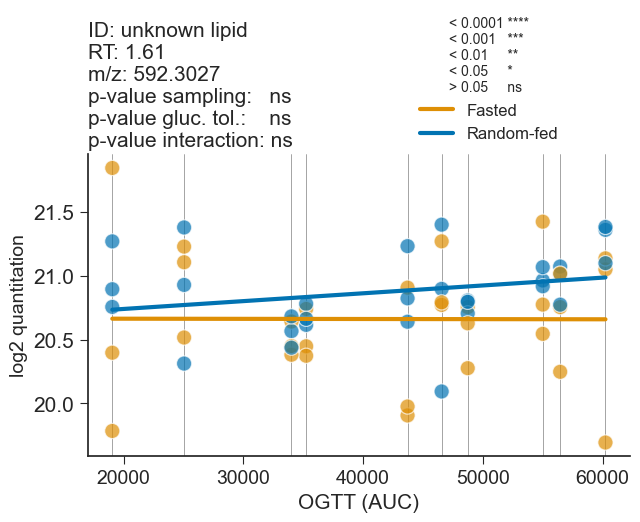 ID: unknown lipid
RT: 1.61
m/z: 592.3027
p-value sampling: ns
p-value gluc. tol.: ns
p-value interaction: ns
< 0.0001 ****
< 0.001 ***
< 0.01 **
< 0.05 *
> 0.05 ns
Fasted
Random-fed
log2 quantitation
21.5
21.0
20.5
20.0
20000 30000 40000 50000 60000
OGTT (AUC)